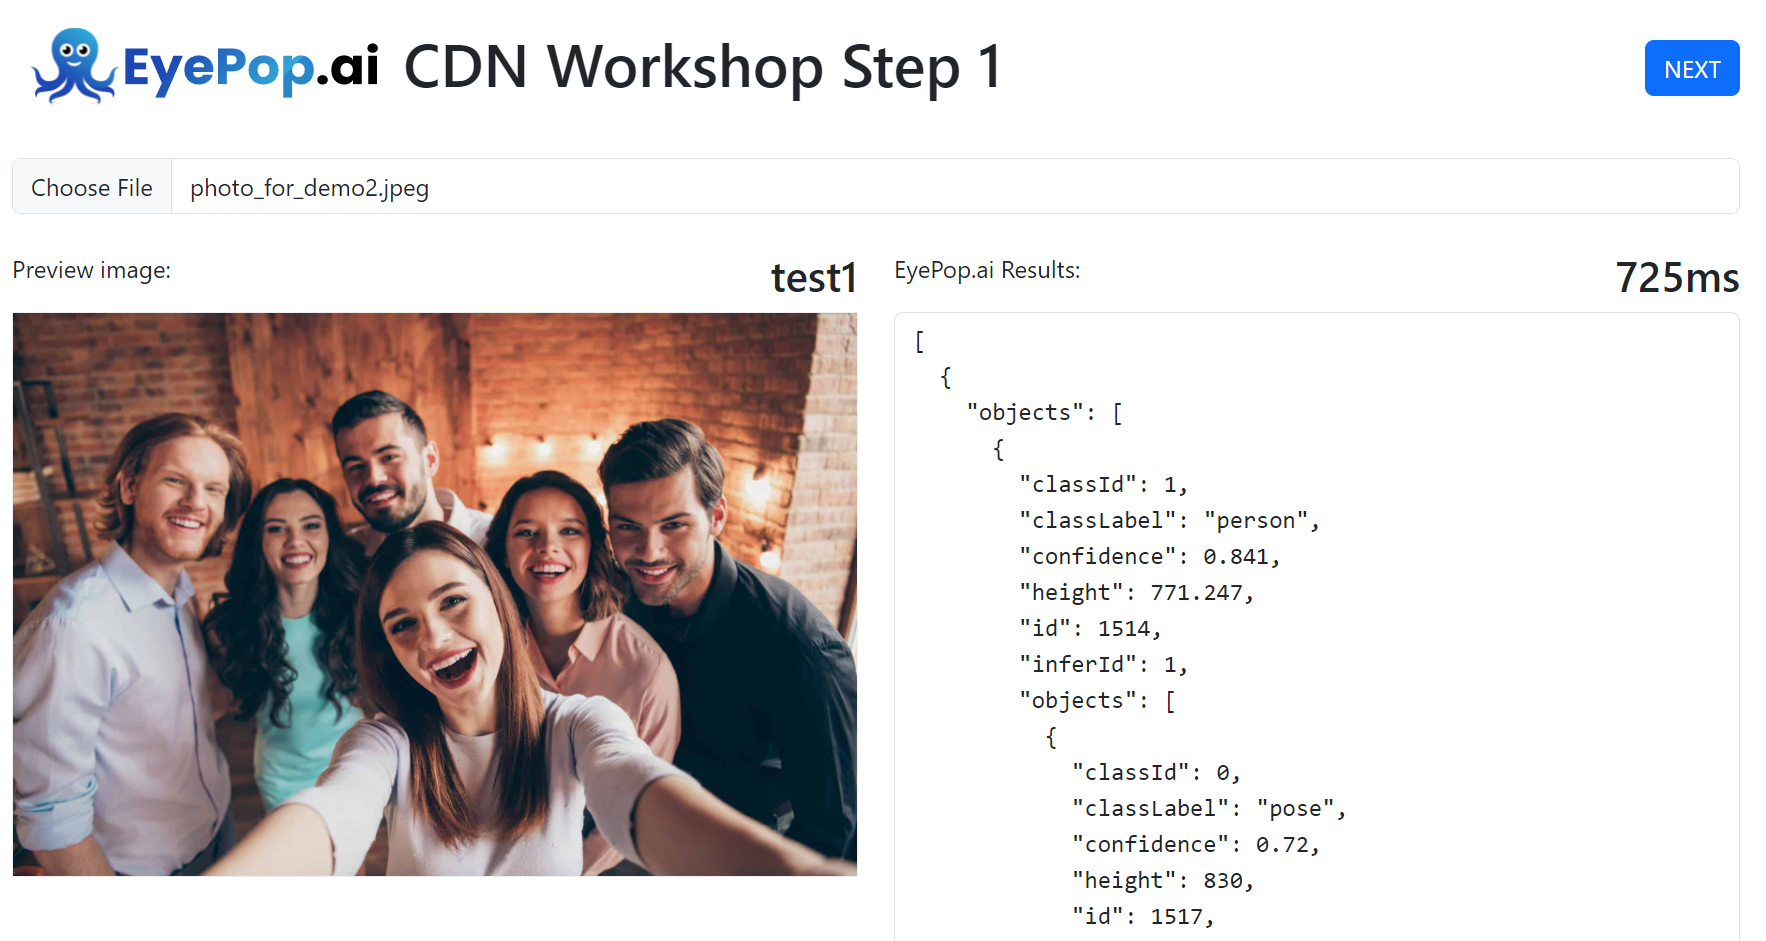 EyePop.ai CDN Workshop Step 1
NEXT
Choose File photo_for_demo2.jpeg
Preview image:
test1
EyePop.ai Results:
725ms
[
{
"objects": [
{
"classId": 1,
"classLabel": "person",
"confidence": 0.841,
"height": 771.247,
"id": 1514,
"inferId": 1,
"objects": [
{
"classId": 0,
"classLabel": "pose",
"confidence": 0.72,
"height": 830,
"id": 1517,